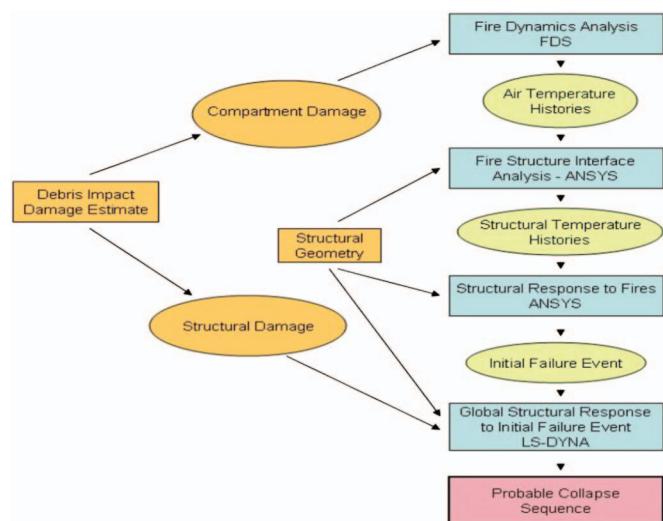 Fire Dynamics Analysis
FDS
Compartment Damage
Air Temperature
Histories
Fire Structure Interface
Analysis - ANSYS
Debris Impact
Damage Estimate
Structural
Geometry
Structural Temperature
Histories
Structural Response to Fires
ANSYS
Structural Damage
Initial Failure Event
Global Structural Response
to Initial Failure Event
LS-DYNA
Probable Collapse
Sequence